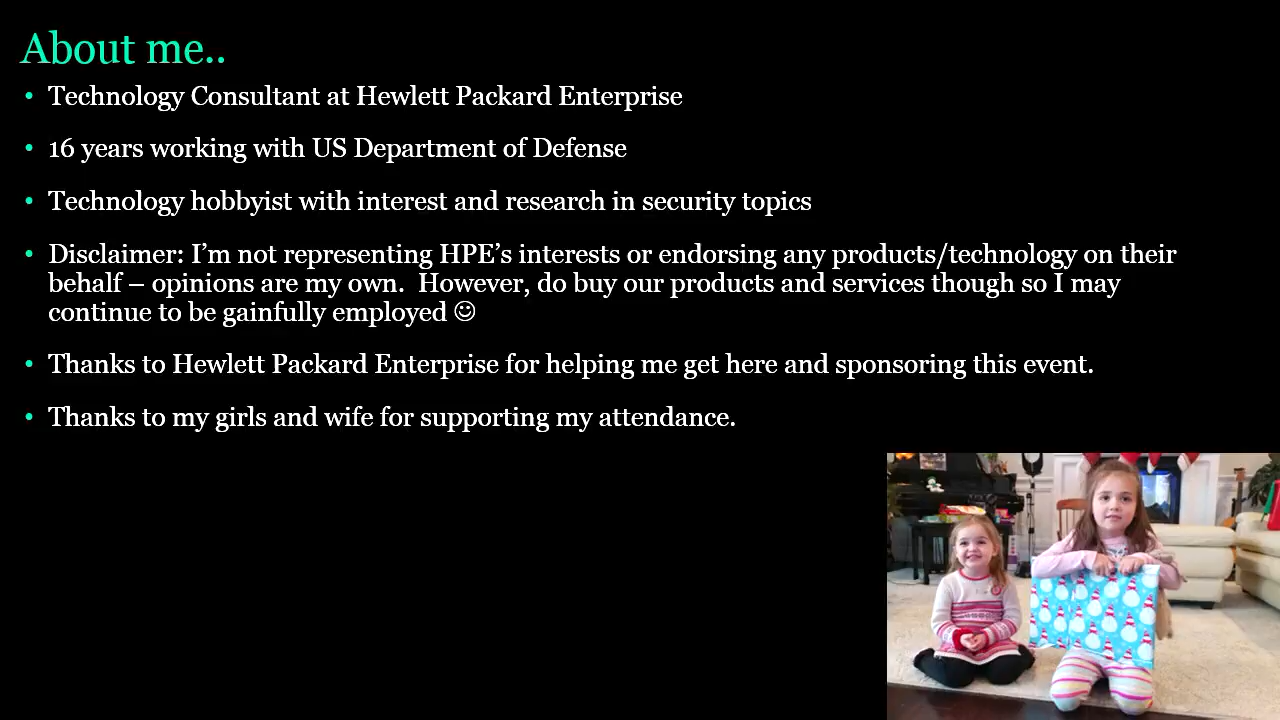 About me..
• Technology Consultant at Hewlett Packard Enterprise
• 16 years working with US Department of Defense
• Technology hobbyist with interest and research in security topics
• Disclaimer: I’m not representing HPE’s interests or endorsing any products/technology on their
behalf – opinions are my own.  However, do buy our products and services though so I may
continue to be gainfully employed ☺
• Thanks to Hewlett Packard Enterprise for helping me get here and sponsoring this event.
• Thanks to my girls and wife for supporting my attendance.